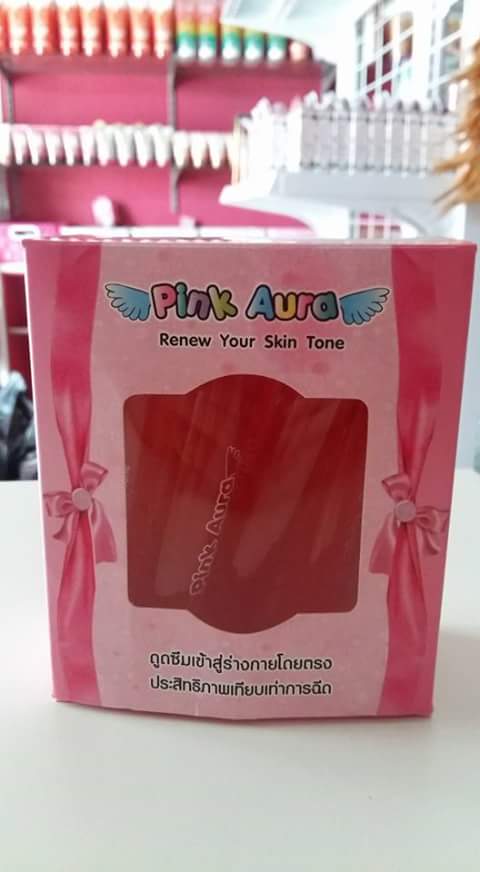 Pink Aura
Renew Your Skin Tone
Pink Aura
ดูดซึมเข้าสู่ร่างกายโดยตรง
ประสิทธิภาพเทียบเท่าการฉีด